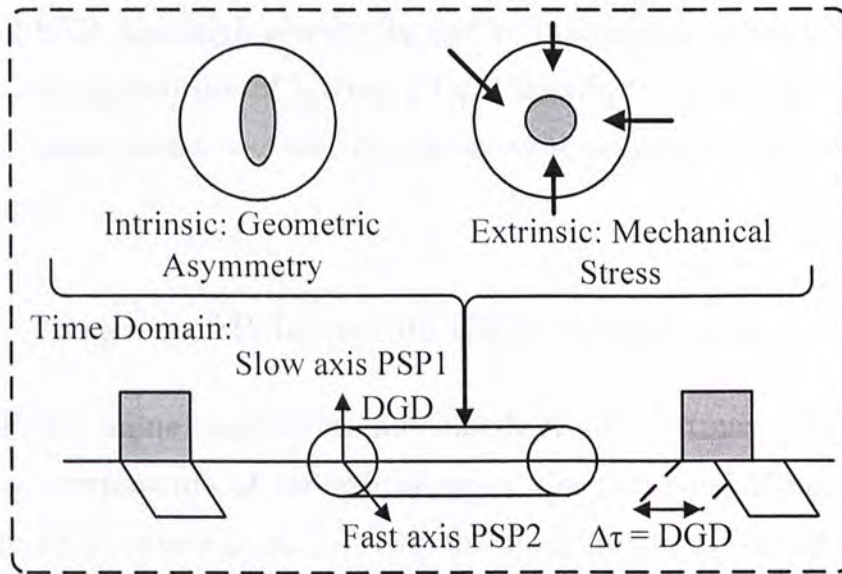 Intrinsic: Geometric
Asymmetry
Extrinsic: Mechanical
Stress
Time Domain:
Slow axis PSP1
DGD
Fast axis PSP2
Δτ = DGD